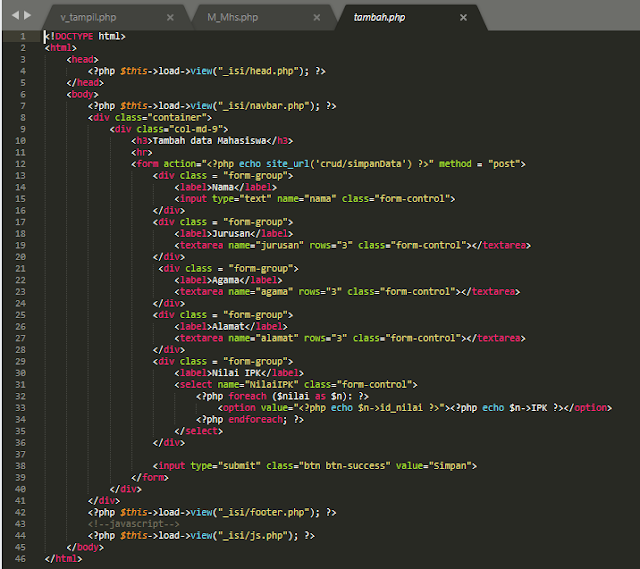 v_tampil.php × M_Mhs.php × tambah.php ×
1 <!DOCTYPE html>
2 <html>
3 <head>
4 <?php $this->load->view("_isi/head.php"); ?>
5 </head>
6 <body>
7 <?php $this->load->view("_isi/navbar.php"); ?>
8 <div class="container">
9 <div class="col-md-9">
10 <h3>Tambah data Mahasiswa</h3>
11 <hr>
12 <form action="<?php echo site_url('crud/simpanData') ?>" method = "post">
13 <div class = "form-group">
14 <label>Nama</label>
15 <input type="text" name="nama" class="form-control">
16 </div>
17 <div class = "form-group">
18 <label>Jurusan</label>
19 <textarea name="jurusan" rows="3" class="form-control"></textarea>
20 </div>
21 <div class = "form-group">
22 <label>Agama</label>
23 <textarea name="agama" rows="3" class="form-control"></textarea>
24 </div>
25 <div class = "form-group">
26 <label>Alamat</label>
27 <textarea name="alamat" rows="3" class="form-control"></textarea>
28 </div>
29 <div class = "form-group">
30 <label>Nilai IPK</label>
31 <select name="NilaiIPK" class="form-control">
32 <?php foreach ($nilai as $n): ?>
33 <option value="<?php echo $n->id_nilai ?>"><?php echo $n->IPK ?></option>
34 <?php endforeach; ?>
35 </select>
36 </div>
37
38 <input type="submit" class="btn btn-success" value="Simpan">
39 </form>
40 </div>
41 </div>
42 <?php $this->load->view("_isi/footer.php"); ?>
43 <!--javascript-->
44 <?php $this->load->view("_isi/js.php"); ?>
45 </body>
46 </html>